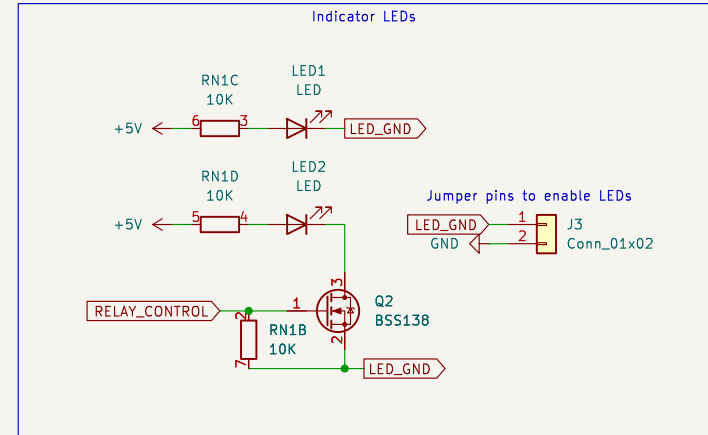 Indicator LEDs
RN1C
10K
LED1
LED
+5V
6
3
LED_GND
RN1D
10K
LED2
LED
+5V
5
4
Jumper pins to enable LEDs
LED_GND
1
GND
2
J3
Conn_01x02
3
Q2
BSS138
RELAY_CONTROL
1
2
2
RN1B
10K
7
LED_GND